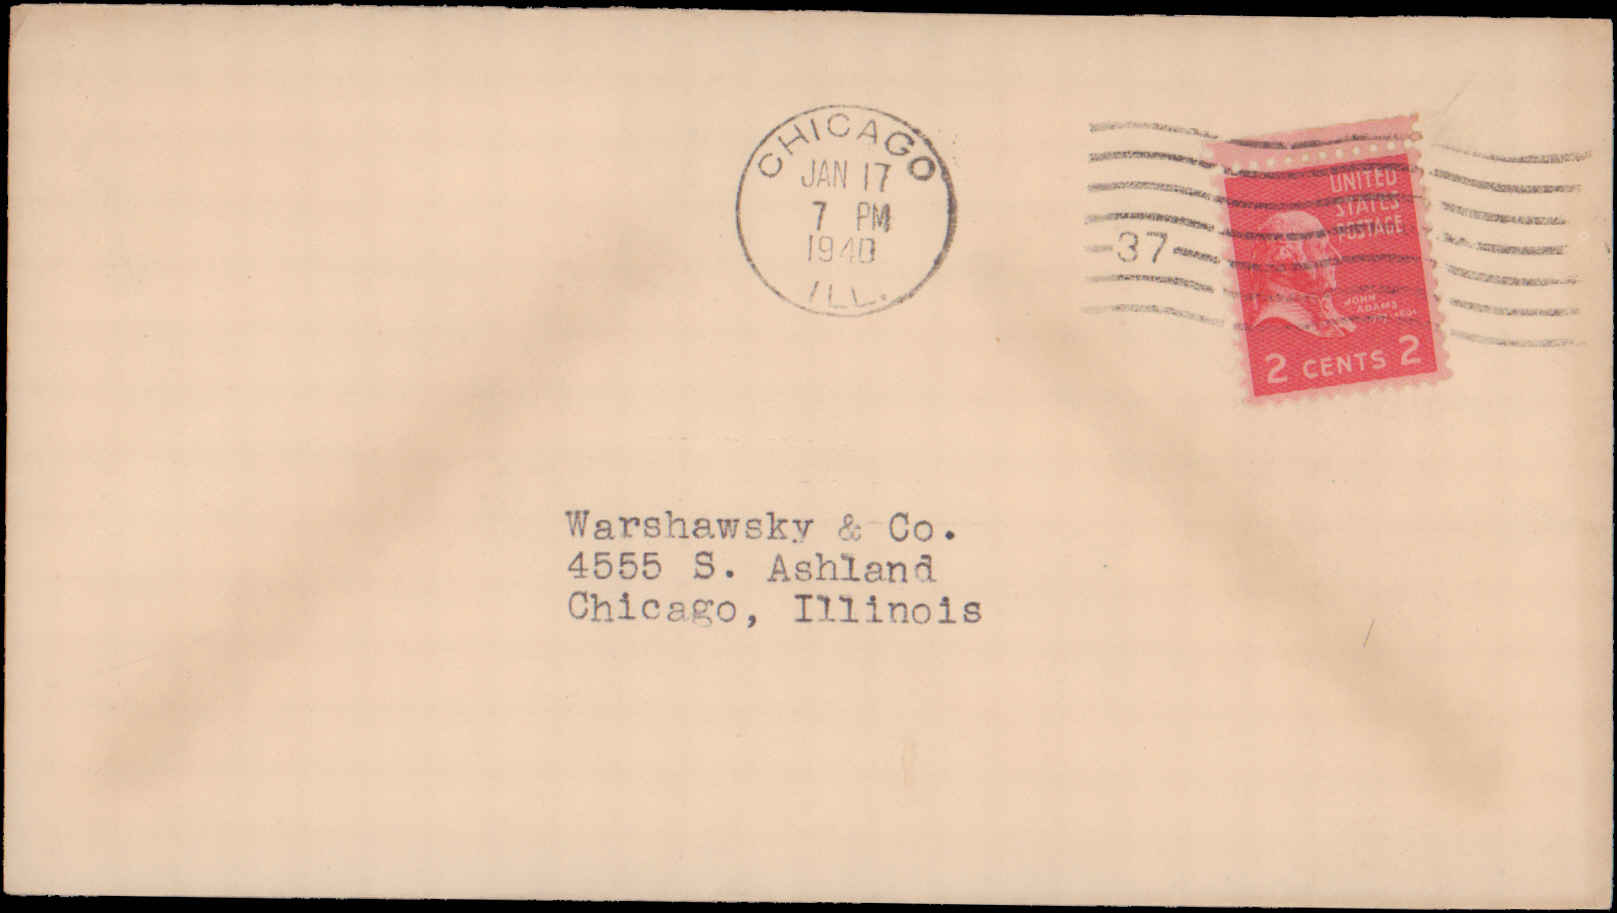 CHICAGO
JAN 17
7 PM
1940
ILL.
37
UNITED
STATES
POSTAGE
JOHN
ADAMS
2 CENTS 2
Warshawsky & Co.
4555 S. Ashland
Chicago, Illinois